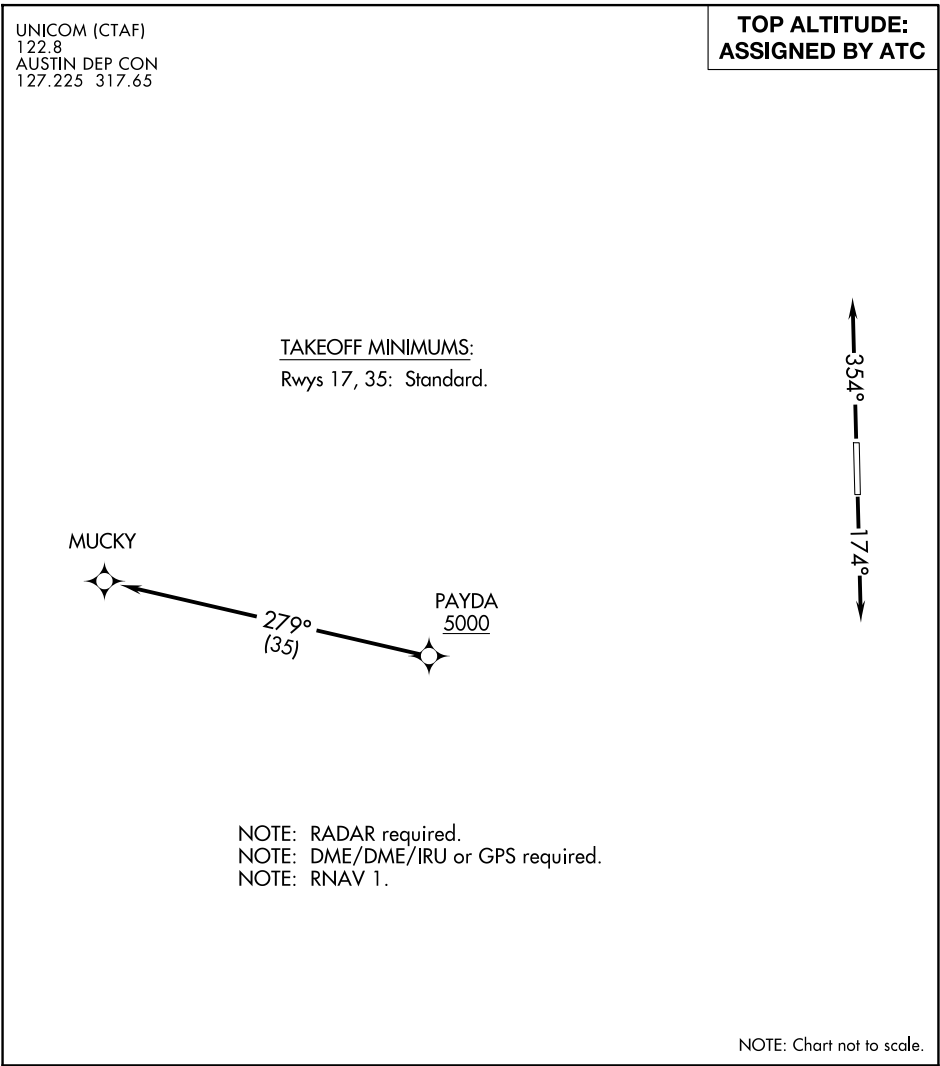 UNICOM (CTAF)
122.8
AUSTIN DEP CON
127.225 317.65
TOP ALTITUDE:
ASSIGNED BY ATC
TAKEOFF MINIMUMS:
Rwys 17, 35: Standard.
354°
174°
MUCKY
279°
(35)
PAYDA
5000
NOTE: RADAR required.
NOTE: DME/DME/IRU or GPS required.
NOTE: RNAV 1.
NOTE: Chart not to scale.